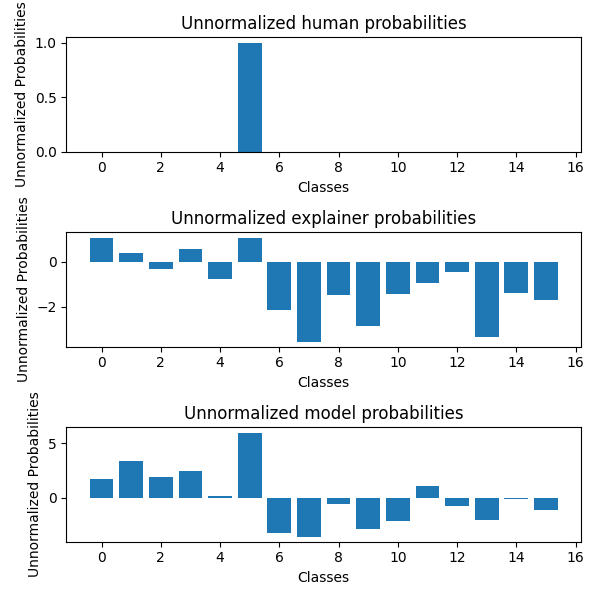 Unnormalized human probabilities
Unnormalized Probabilities
1.0
0.5
0.0
0 2 4 6 8 10 12 14 16
Classes
Unnormalized explainer probabilities
Unnormalized Probabilities
0
−2
0 2 4 6 8 10 12 14 16
Classes
Unnormalized model probabilities
Unnormalized Probabilities
5
0
0 2 4 6 8 10 12 14 16
Classes